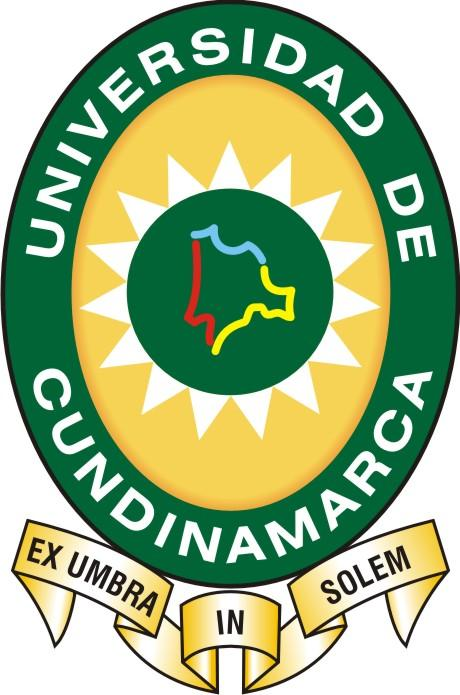 UNIVERSIDAD DE
CUNDINAMARCA
EX UMBRA
IN
SOLEM